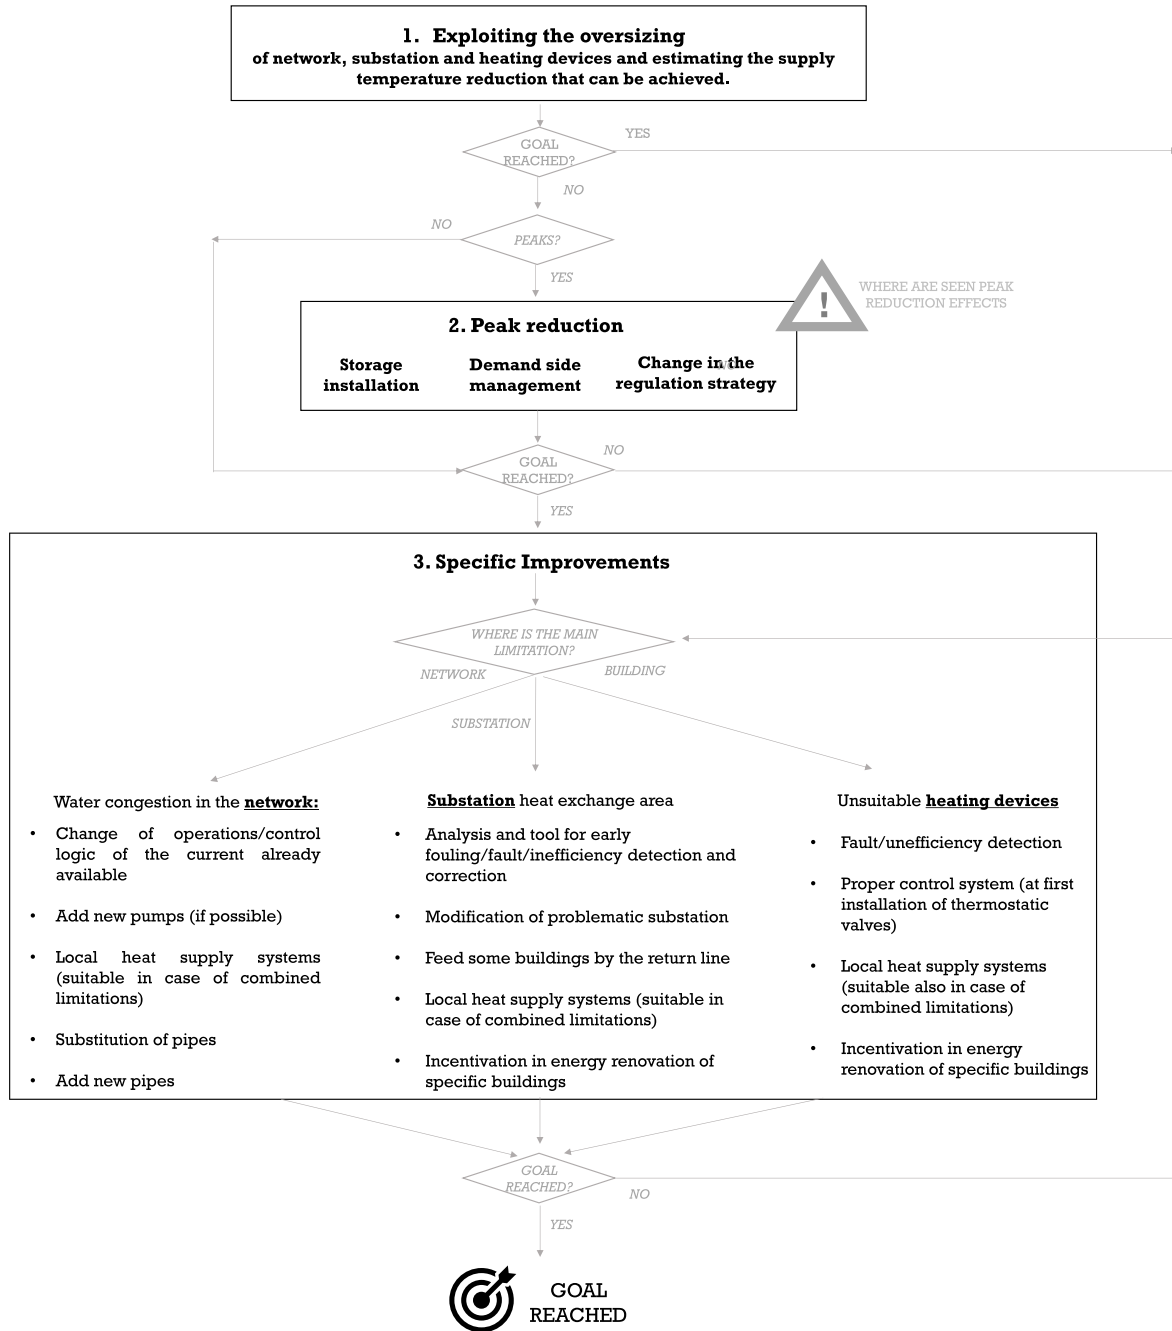 1. Exploiting the oversizing
of network, substation and heating devices and estimating the supply
temperature reduction that can be achieved.
GOAL
REACHED?
YES
NO
NO
PEAKS?
YES
WHERE ARE SEEN PEAK
REDUCTION EFFECTS
!
2. Peak reduction
Storage
installation
Demand side
management
Change in the
regulation strategy
NO
GOAL
REACHED?
NO
YES
3. Specific Improvements
WHERE IS THE MAIN
LIMITATION?
NETWORK
BUILDING
SUBSTATION
Water congestion in the network:
• Change of operations/control
logic of the current already
available
• Add new pumps (if possible)
• Local heat supply systems
(suitable in case of combined
limitations)
• Substitution of pipes
• Add new pipes
Substation heat exchange area
• Analysis and tool for early
fouling/fault/inefficiency detection and
correction
• Modification of problematic substation
• Feed some buildings by the return line
• Local heat supply systems (suitable in
case of combined limitations)
• Incentivation in energy renovation of
specific buildings
Unsuitable heating devices
• Fault/unefficiency detection
• Proper control system (at first
installation of thermostatic
valves)
• Local heat supply systems
(suitable also in case of
combined limitations)
• Incentivation in energy
renovation of specific buildings
GOAL
REACHED?
NO
YES
GOAL
REACHED